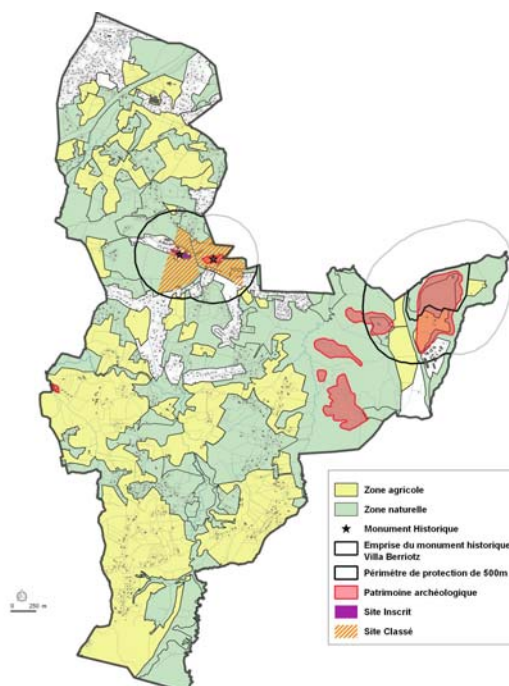 Zone agricole
Zone naturelle
Monument Historique
Emprise du monument historique
Villa Berriotz
Périmètre de protection de 500m
Patrimoine archéologique
Site Inscrit
Site Classé
0 250 m